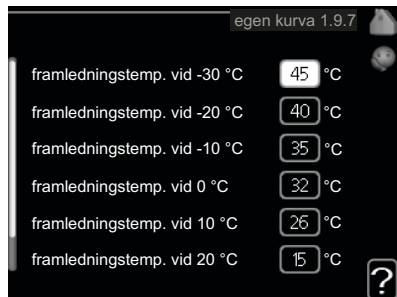 egen kurva 1.9.7
framledningstemp. vid -30 °C 45 °C
framledningstemp. vid -20 °C 40 °C
framledningstemp. vid -10 °C 35 °C
framledningstemp. vid 0 °C 32 °C
framledningstemp. vid 10 °C 26 °C
framledningstemp. vid 20 °C 15 °C
?